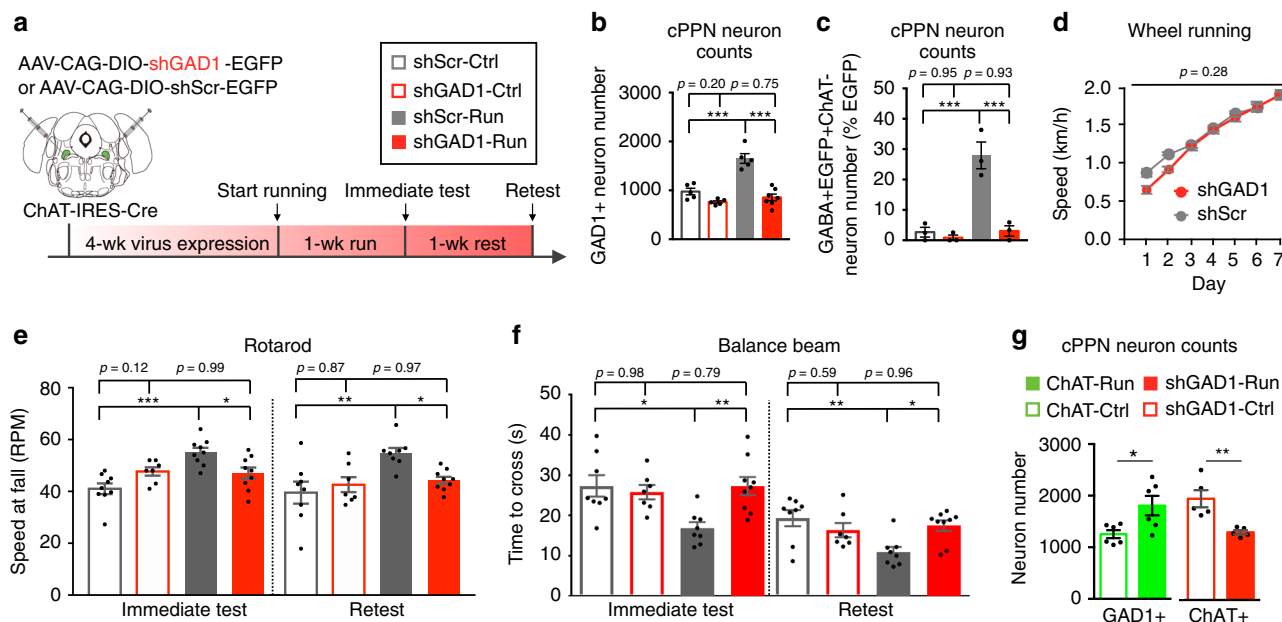 a
AAV-CAG-DIO-shGAD1 -EGFP
or AAV-CAG-DIO-shScr-EGFP
ChAT-IRES-Cre
shScr-Ctrl
shGAD1-Ctrl
shScr-Run
shGAD1-Run
Start running
Immediate test
Retest
4-wk virus expression
1-wk run
1-wk rest
b
cPPN neuron
counts
p = 0.20
p = 0.75
***
***
GAD1+ neuron number
3000
2000
1000
0
c
cPPN neuron
counts
p = 0.95
p = 0.93
***
***
GABA+EGFP+ChAT-
neuron number (% EGFP)
50
40
30
20
10
0
d
Wheel running
p = 0.28
Speed (km/h)
2.0
1.6
1.0
0.6
0.0
shGAD1
shScr
1 2 3 4 5 6 7
Day
e
Rotarod
p = 0.12
p = 0.99
p = 0.87
p = 0.97
***
*
**
*
Speed at fall (RPM)
80
60
40
20
0
Immediate test
Retest
f
Balance beam
p = 0.98
p = 0.79
p = 0.59
p = 0.96
*
**
**
*
Time to cross (s)
50
40
30
20
10
0
Immediate test
Retest
g
cPPN neuron counts
ChAT-Run
shGAD1-Run
ChAT-Ctrl
shGAD1-Ctrl
*
**
Neuron number
3000
2000
1000
0
GAD1+
ChAT+